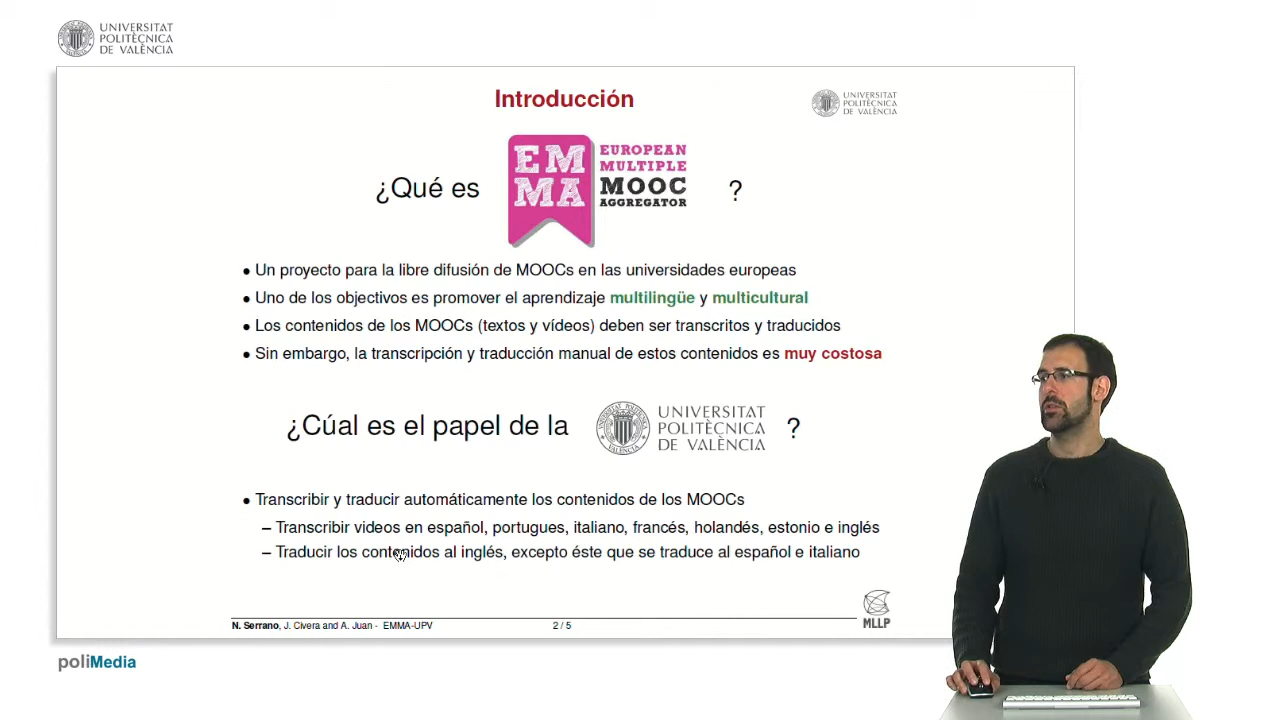 UNIVERSITAT
POLITÈCNICA
DE VALÈNCIA
Introducción
UNIVERSITAT
POLITÈCNICA
DE VALÈNCIA
¿Qué es
EM
MA
EUROPEAN
MULTIPLE
MOOC
AGGREGATOR
?
• Un proyecto para la libre difusión de MOOCs en las universidades europeas
• Uno de los objectivos es promover el aprendizaje multilingüe y multicultural
• Los contenidos de los MOOCs (textos y vídeos) deben ser transcritos y traducidos
• Sin embargo, la transcripción y traducción manual de estos contenidos es muy costosa
¿Cúal es el papel de la
UNIVERSITAT
POLITÈCNICA
DE VALÈNCIA
?
• Transcribir y traducir automáticamente los contenidos de los MOOCs
– Transcribir videos en español, portugues, italiano, francés, holandés, estonio e inglés
– Traducir los contenidos al inglés, excepto éste que se traduce al español e italiano
N. Serrano, J. Civera and A. Juan - EMMA-UPV
2 / 5
MLLP
poliMedia